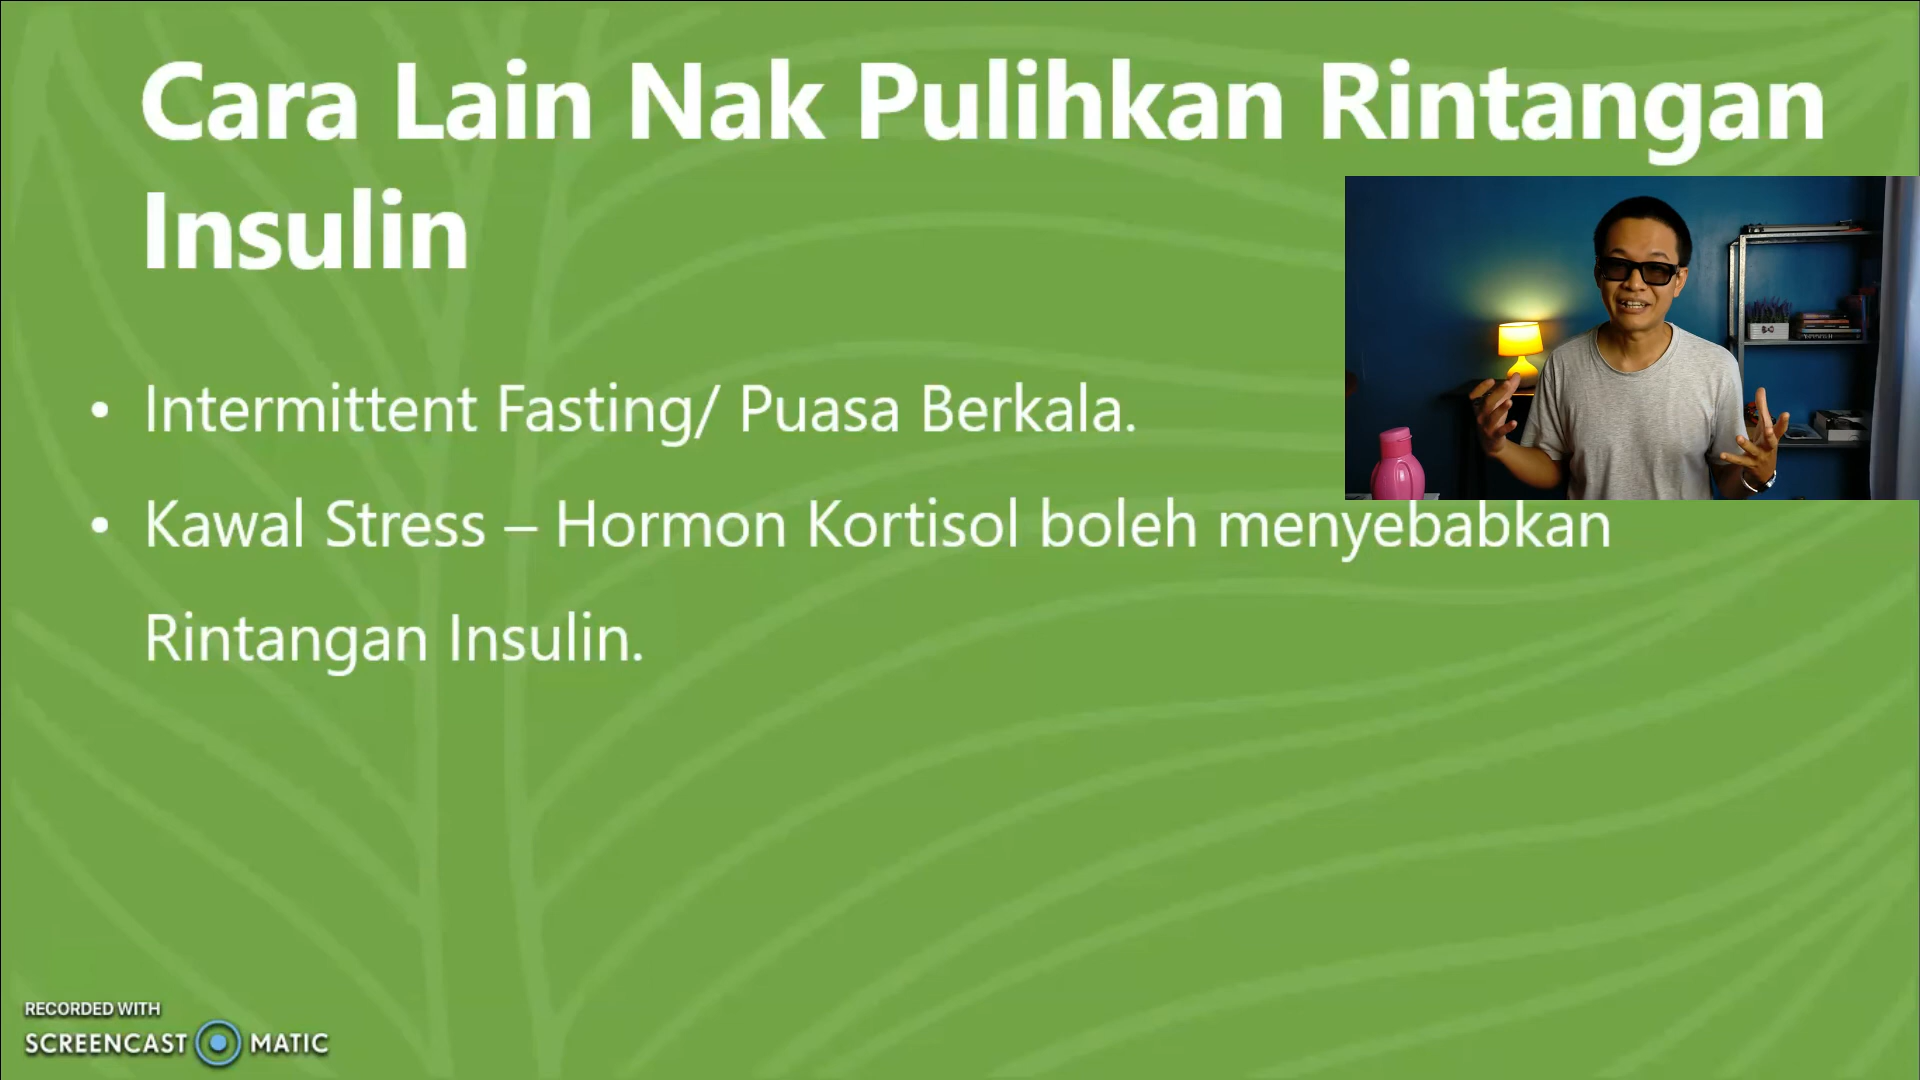 Cara Lain Nak Pulihkan Rintangan
Insulin
• Intermittent Fasting/ Puasa Berkala.
• Kawal Stress – Hormon Kortisol boleh menyebabkan
Rintangan Insulin.
RECORDED WITH
SCREENCAST MATIC